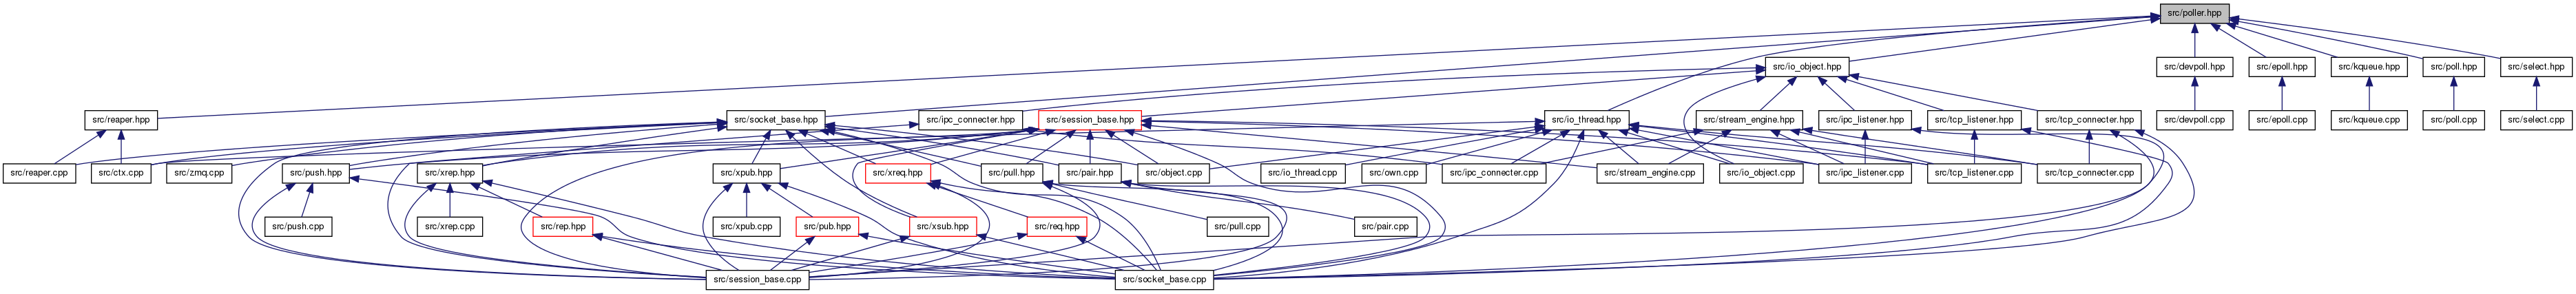 src/poller.hpp
src/io_object.hpp
src/devpoll.hpp
src/epoll.hpp
src/kqueue.hpp
src/poll.hpp
src/select.hpp
src/reaper.hpp
src/socket_base.hpp
src/ipc_connecter.hpp
src/session_base.hpp
src/io_thread.hpp
src/stream_engine.hpp
src/ipc_listener.hpp
src/tcp_listener.hpp
src/tcp_connecter.hpp
src/devpoll.cpp
src/epoll.cpp
src/kqueue.cpp
src/poll.cpp
src/select.cpp
src/reaper.cpp
src/ctx.cpp
src/zmq.cpp
src/push.hpp
src/xrep.hpp
src/xpub.hpp
src/xreq.hpp
src/pull.hpp
src/pair.hpp
src/object.cpp
src/io_thread.cpp
src/own.cpp
src/ipc_connecter.cpp
src/stream_engine.cpp
src/io_object.cpp
src/ipc_listener.cpp
src/tcp_listener.cpp
src/tcp_connecter.cpp
src/push.cpp
src/xrep.cpp
src/rep.hpp
src/xpub.cpp
src/pub.hpp
src/xsub.hpp
src/req.hpp
src/pull.cpp
src/pair.cpp
src/session_base.cpp
src/socket_base.cpp